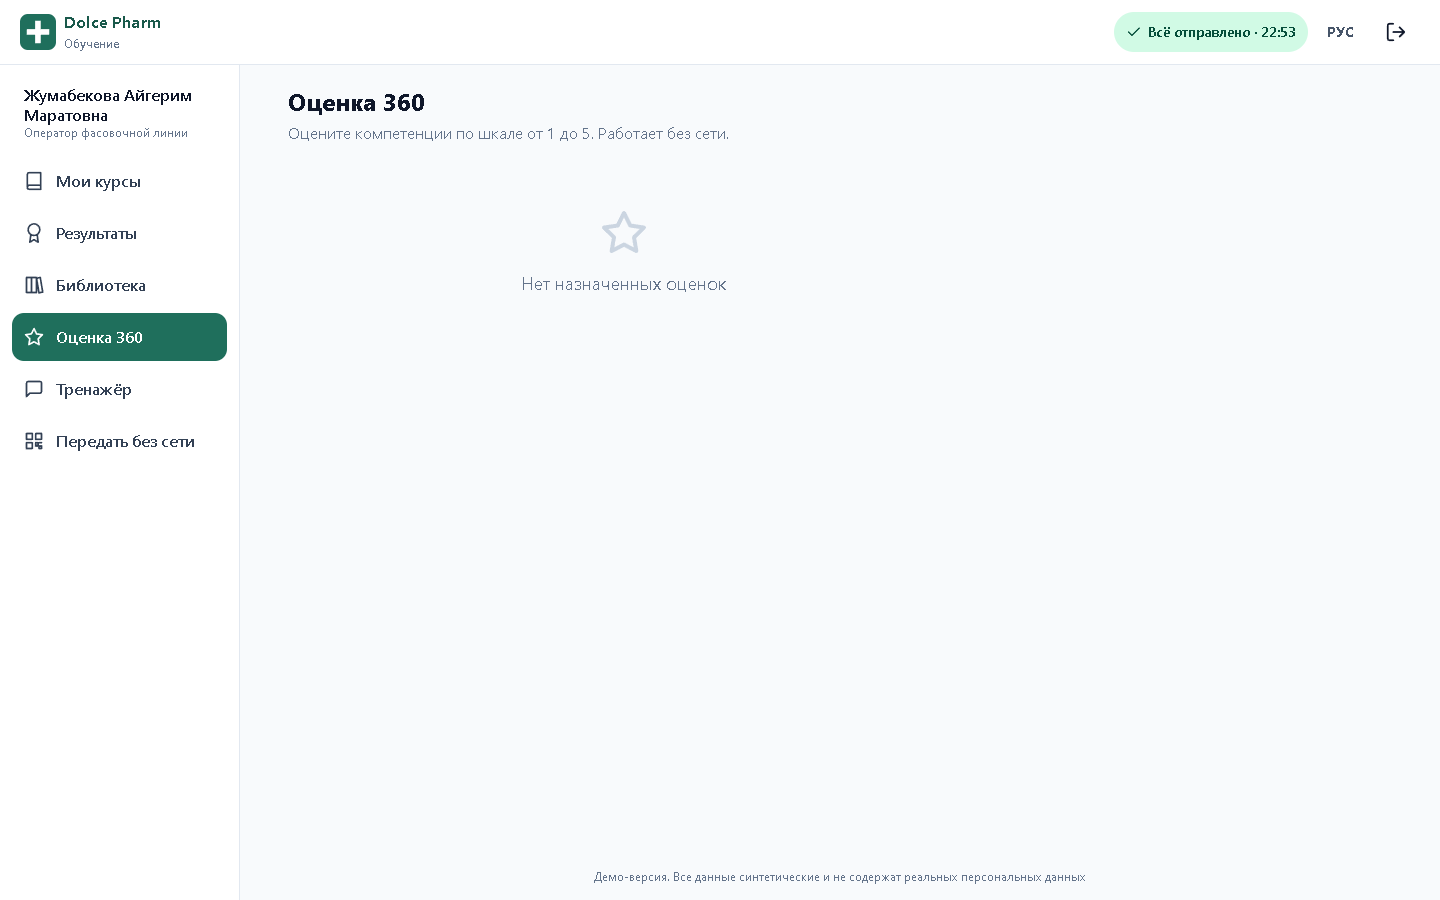 Dolce Pharm
Обучение
Всё отправлено · 22:53
РУС
Жумабекова Айгерим
Маратовна
Оператор фасовочной линии
Мои курсы
Результаты
Библиотека
Оценка 360
Тренажёр
Передать без сети
Оценка 360
Оцените компетенции по шкале от 1 до 5. Работает без сети.
Нет назначенных оценок
Демо-версия. Все данные синтетические и не содержат реальных персональных данных